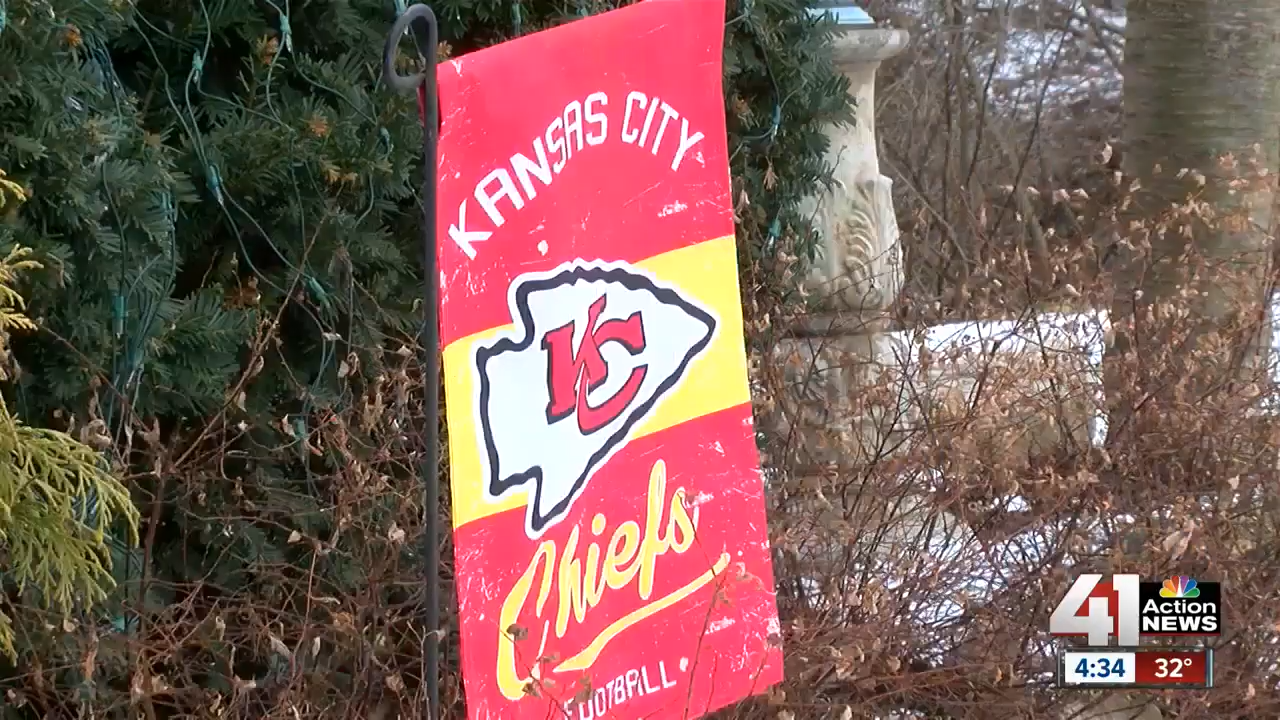 KANSAS CITY
KC
Chiefs
FOOTBALL
41 Action
NEWS
4:34 32°